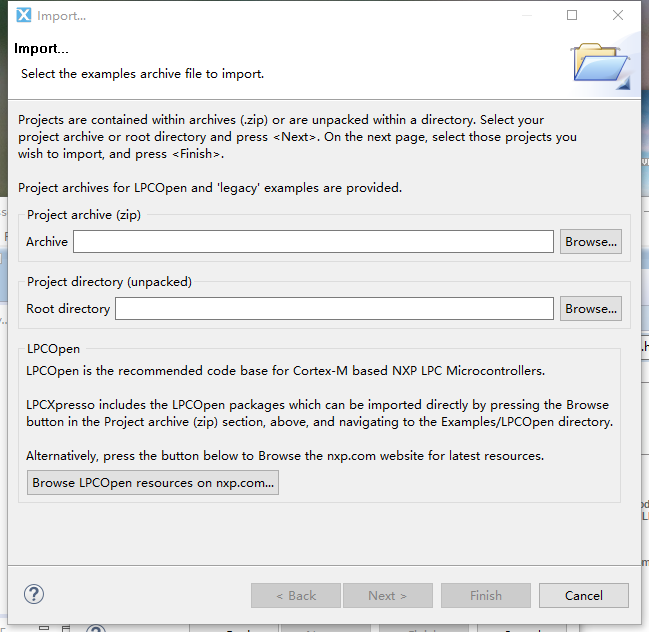 Import...
Import...
Select the examples archive file to import.
Projects are contained within archives (.zip) or are unpacked within a directory. Select your
project archive or root directory and press <Next>. On the next page, select those projects you
wish to import, and press <Finish>.
Project archives for LPCOpen and 'legacy' examples are provided.
Project archive (zip)
Archive
Browse...
Project directory (unpacked)
Root directory
Browse...
LPCOpen
LPCOpen is the recommended code base for Cortex-M based NXP LPC Microcontrollers.
LPCXpresso includes the LPCOpen packages which can be imported directly by pressing the Browse
button in the Project archive (zip) section, above, and navigating to the Examples/LPCOpen directory.
Alternatively, press the button below to Browse the nxp.com website for latest resources.
Browse LPCOpen resources on nxp.com...
?
< Back
Next >
Finish
Cancel